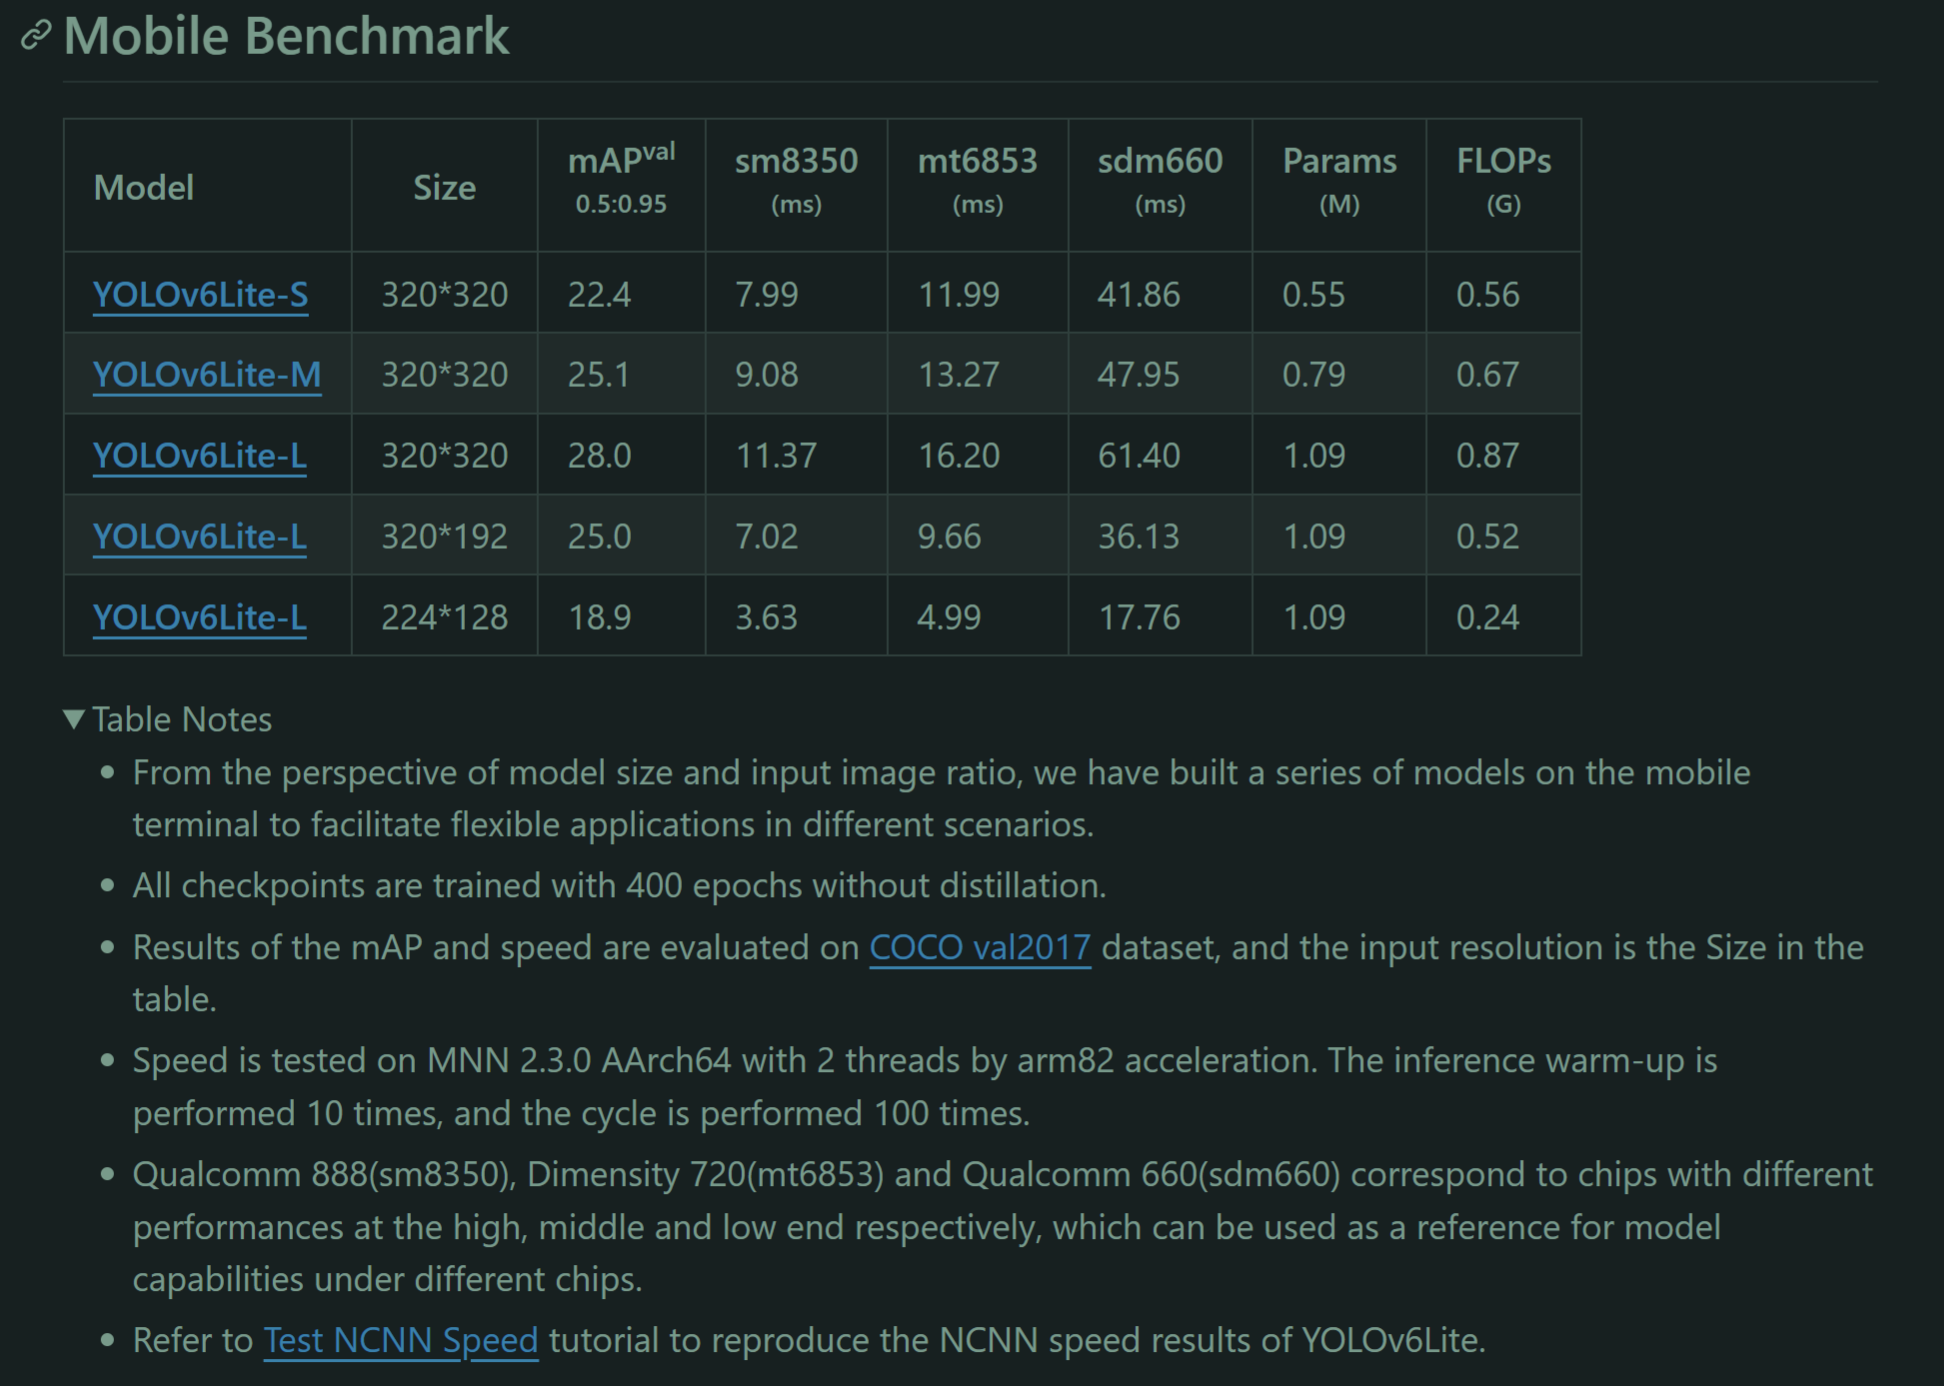 Mobile Benchmark
Model Size mAPval 0.5:0.95 sm8350 (ms) mt6853 (ms) sdm660 (ms) Params (M) FLOPs (G)
YOLOv6Lite-S 320*320 22.4 7.99 11.99 41.86 0.55 0.56
YOLOv6Lite-M 320*320 25.1 9.08 13.27 47.95 0.79 0.67
YOLOv6Lite-L 320*320 28.0 11.37 16.20 61.40 1.09 0.87
YOLOv6Lite-L 320*192 25.0 7.02 9.66 36.13 1.09 0.52
YOLOv6Lite-L 224*128 18.9 3.63 4.99 17.76 1.09 0.24
▼ Table Notes
• From the perspective of model size and input image ratio, we have built a series of models on the mobile
terminal to facilitate flexible applications in different scenarios.
• All checkpoints are trained with 400 epochs without distillation.
• Results of the mAP and speed are evaluated on COCO val2017 dataset, and the input resolution is the Size in the
table.
• Speed is tested on MNN 2.3.0 AArch64 with 2 threads by arm82 acceleration. The inference warm-up is
performed 10 times, and the cycle is performed 100 times.
• Qualcomm 888(sm8350), Dimensity 720(mt6853) and Qualcomm 660(sdm660) correspond to chips with different
performances at the high, middle and low end respectively, which can be used as a reference for model
capabilities under different chips.
• Refer to Test NCNN Speed tutorial to reproduce the NCNN speed results of YOLOv6Lite.